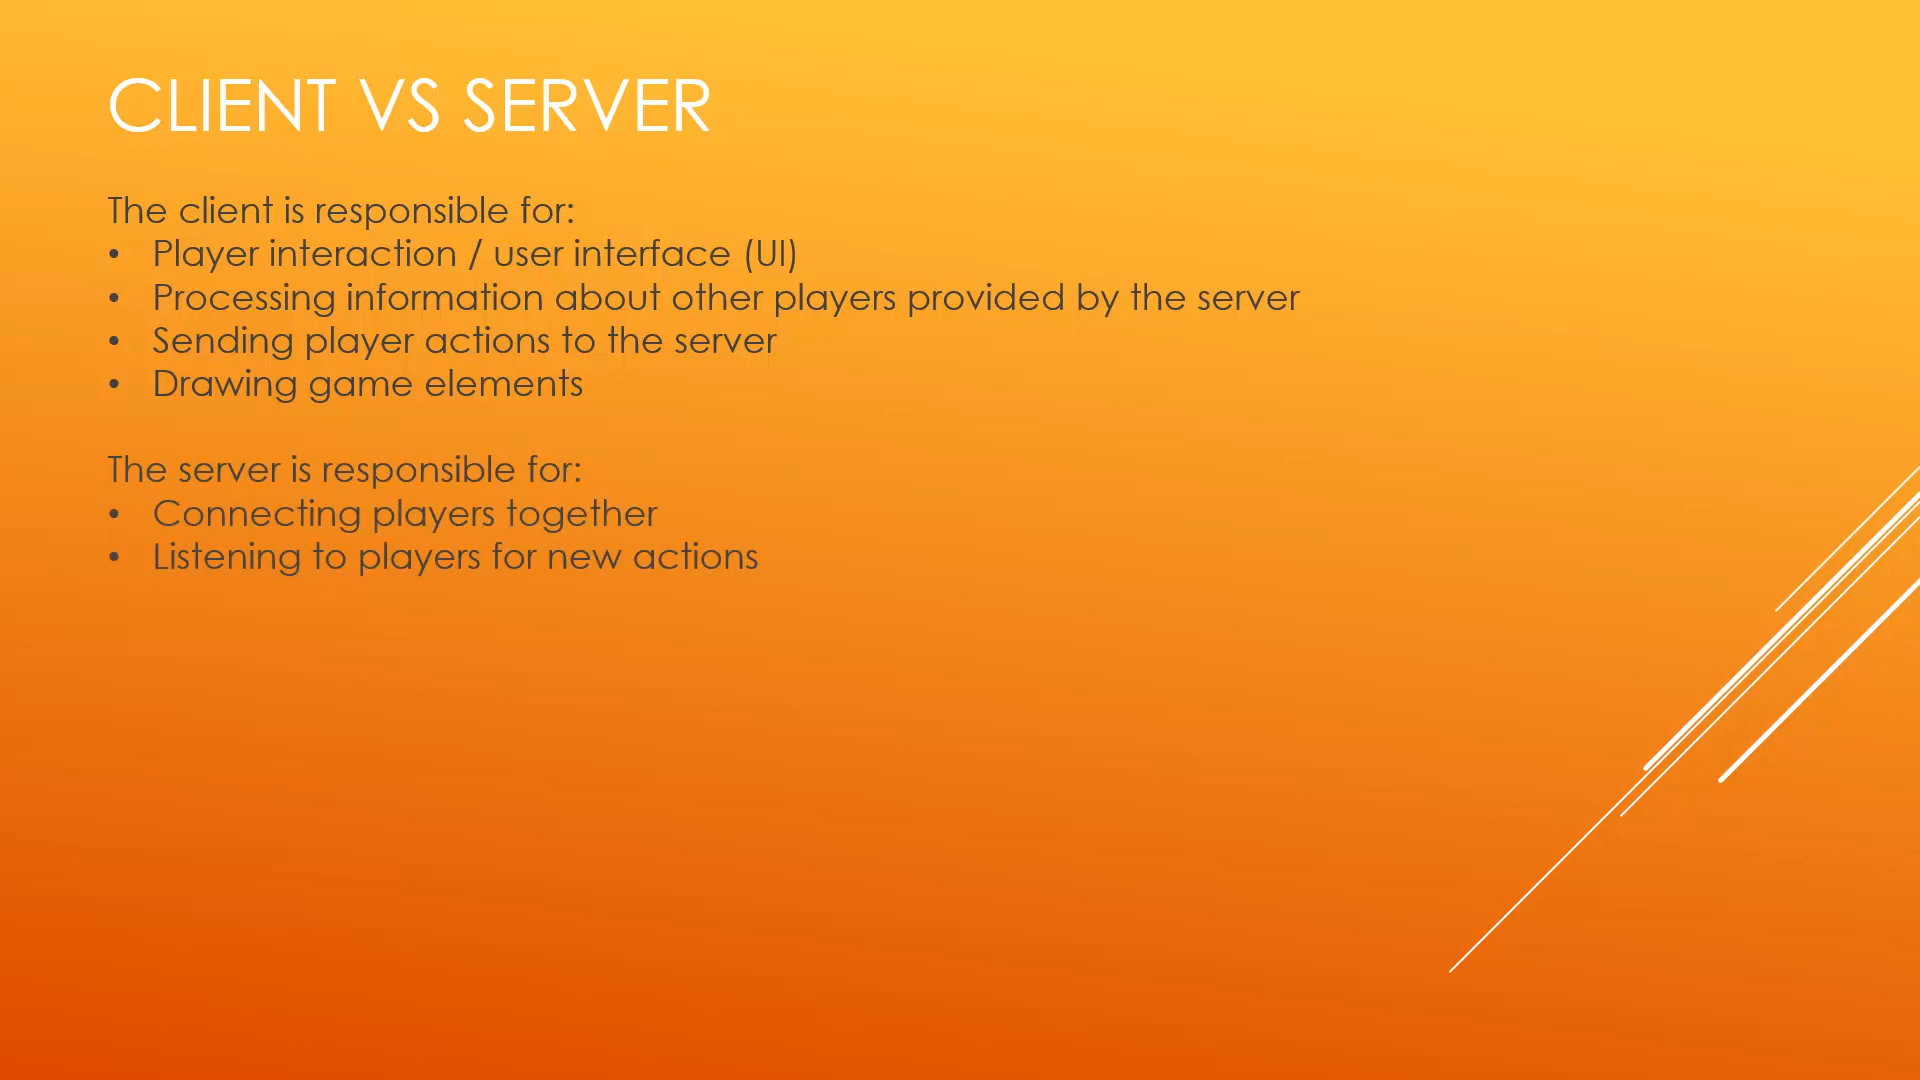 CLIENT VS SERVER
The client is responsible for:
• Player interaction / user interface (UI)
• Processing information about other players provided by the server
• Sending player actions to the server
• Drawing game elements
The server is responsible for:
• Connecting players together
• Listening to players for new actions